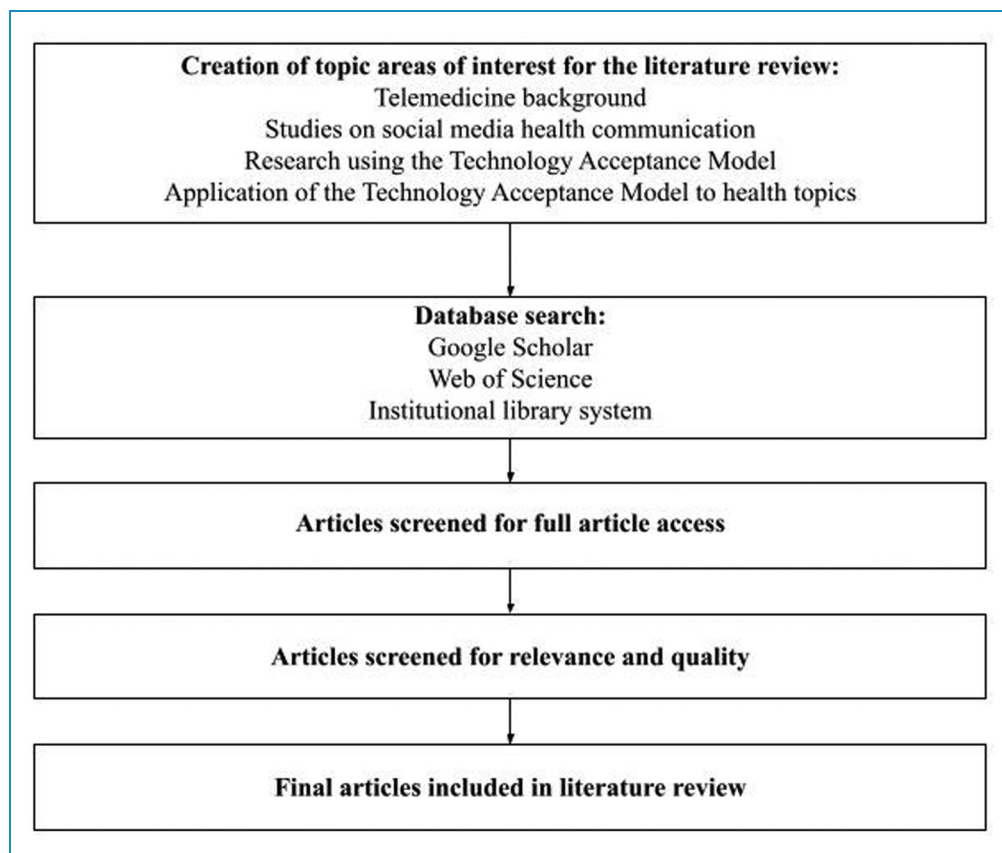 Creation of topic areas of interest for the literature review:
Telemedicine background
Studies on social media health communication
Research using the Technology Acceptance Model
Application of the Technology Acceptance Model to health topics
Database search:
Google Scholar
Web of Science
Institutional library system
Articles screened for full article access
Articles screened for relevance and quality
Final articles included in literature review